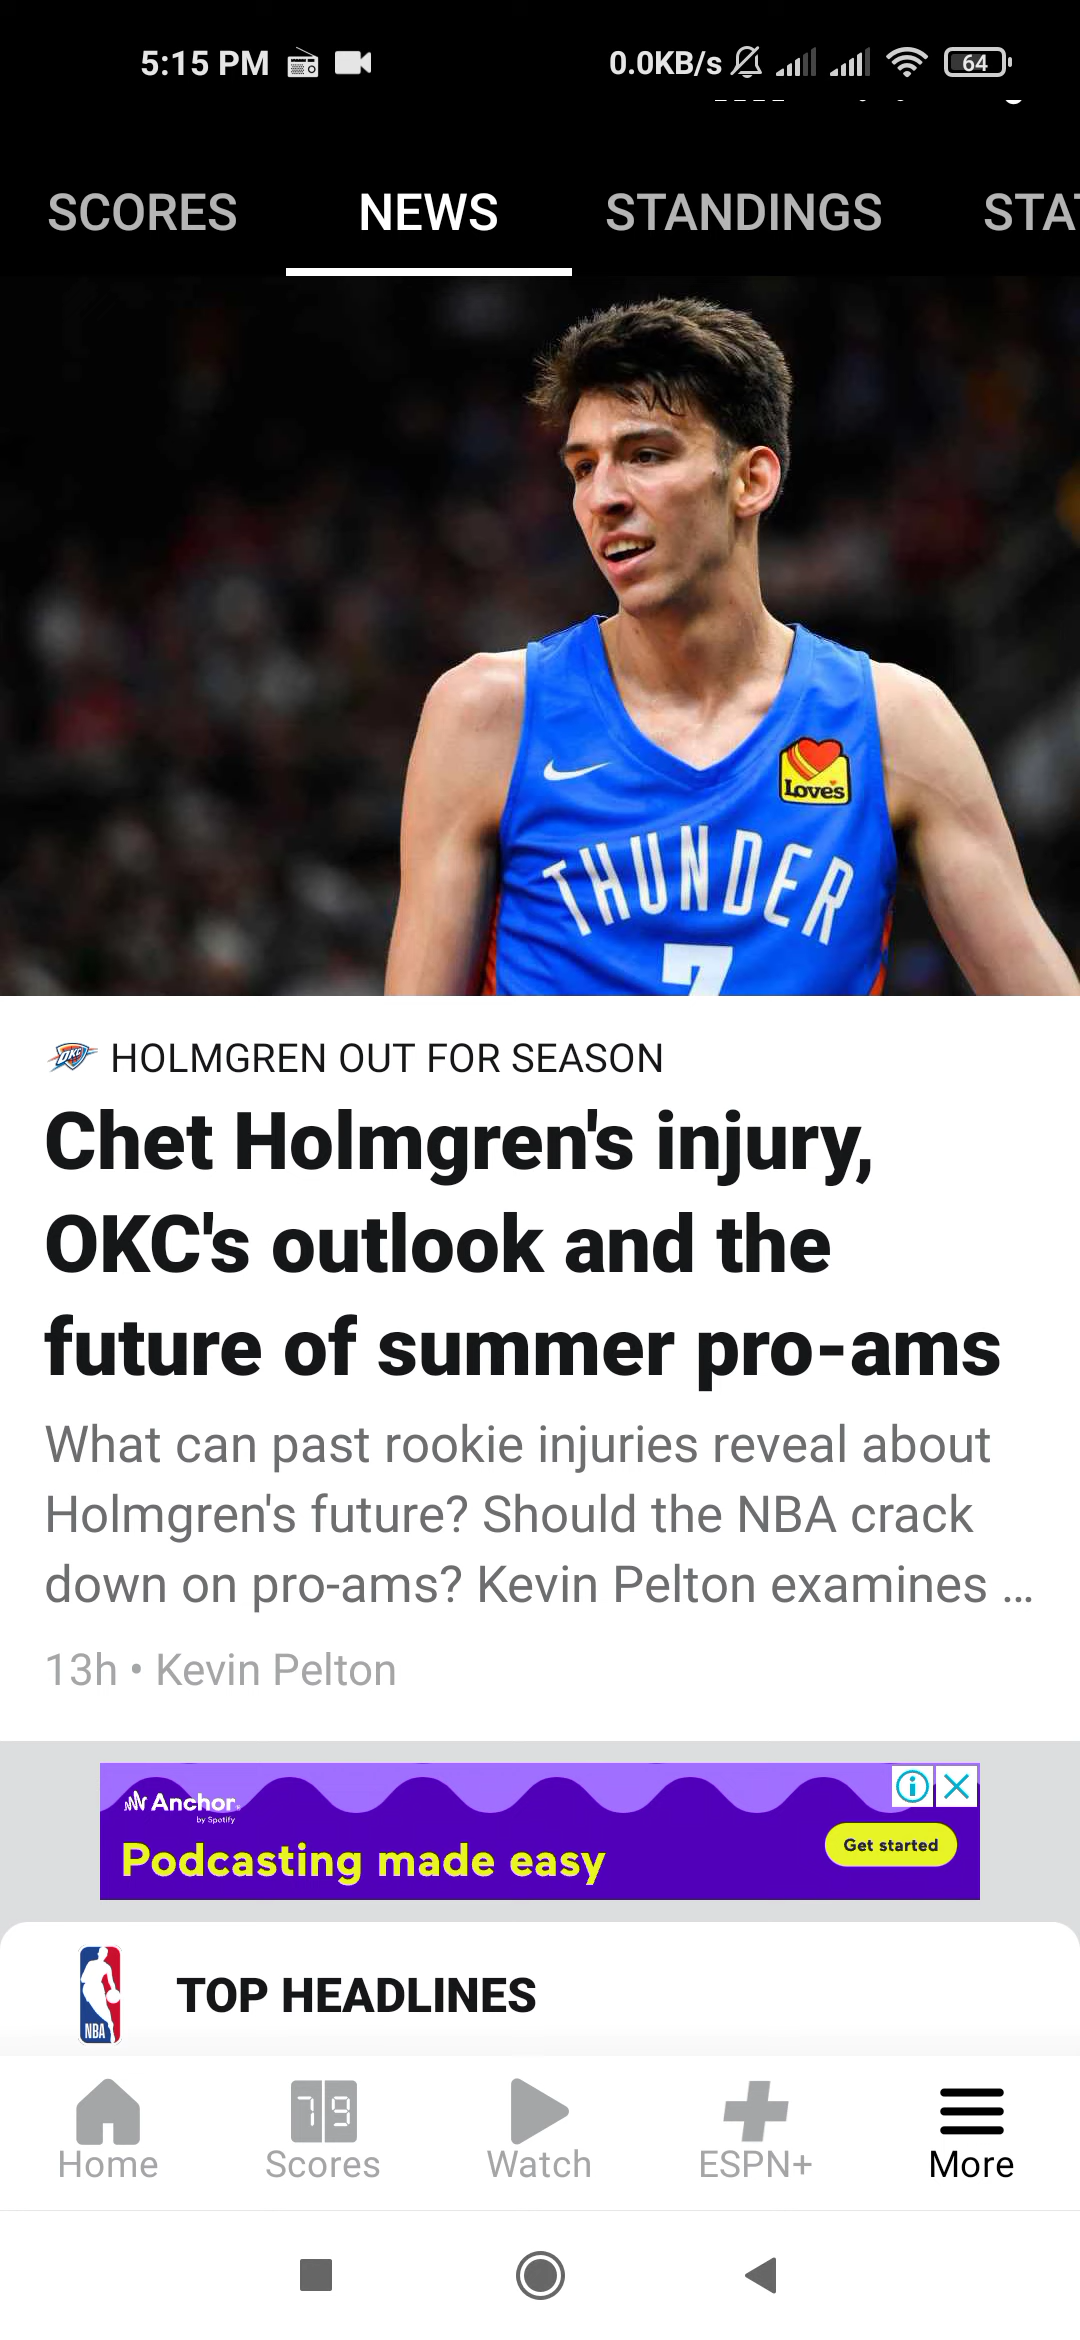 5:15 PM 0.0KB/s 64
SCORES NEWS STANDINGS STAT
Love's
THUNDER
7
OKC HOLMGREN OUT FOR SEASON
Chet Holmgren's injury,
OKC's outlook and the
future of summer pro-ams
What can past rookie injuries reveal about
Holmgren's future? Should the NBA crack
down on pro-ams? Kevin Pelton examines ...
13h • Kevin Pelton
Anchor
by Spotify
Podcasting made easy
Get started
NBA
TOP HEADLINES
79
Home Scores Watch ESPN+ More